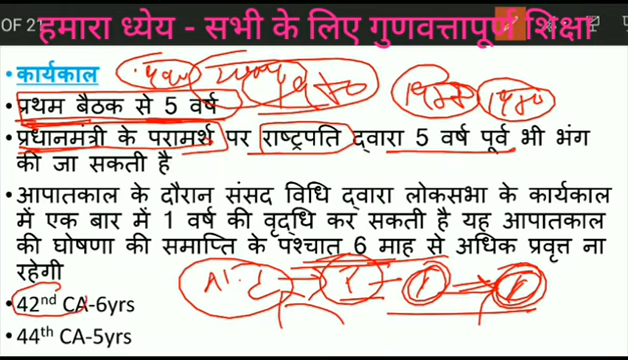 OF 21
हमारा ध्येय - सभी के लिए गुणवत्तापूर्ण शिक्षा
• कार्यकाल
• प्रथम बैठक से 5 वर्ष
• प्रधानमंत्री के परामर्श पर राष्ट्रपति द्वारा 5 वर्ष पूर्व भी भंग
की जा सकती है
• आपातकाल के दौरान संसद विधि द्वारा लोकसभा के कार्यकाल
में एक बार में 1 वर्ष की वृद्धि कर सकती है यह आपातकाल
की घोषणा की समाप्ति के पश्चात 6 माह से अधिक प्रवृत्त ना
रहेगी
• 42nd CA-6yrs
• 44th CA-5yrs